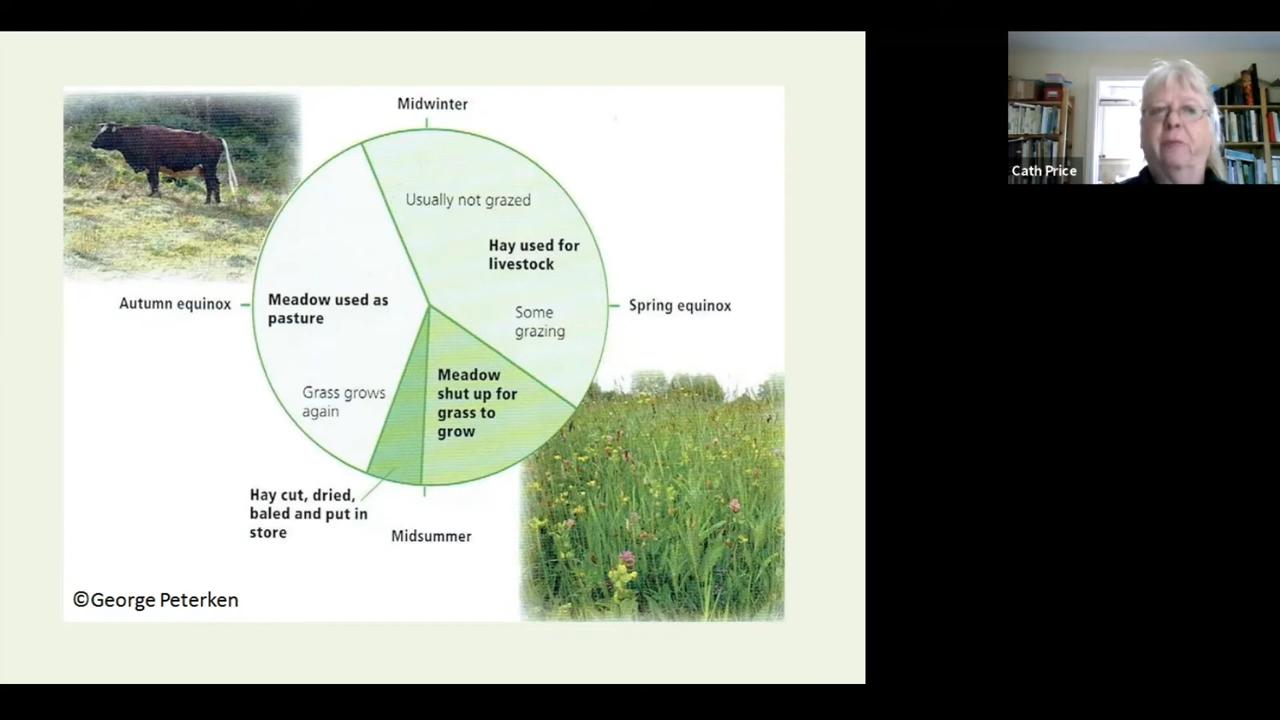 Midwinter
Cath Price
Usually not grazed
Hay used for
livestock
Autumn equinox
Meadow used as
pasture
Spring equinox
Some
grazing
Meadow
shut up for
grass to
grow
Grass grows
again
Hay cut, dried,
baled and put in
store
Midsummer
©George Peterken